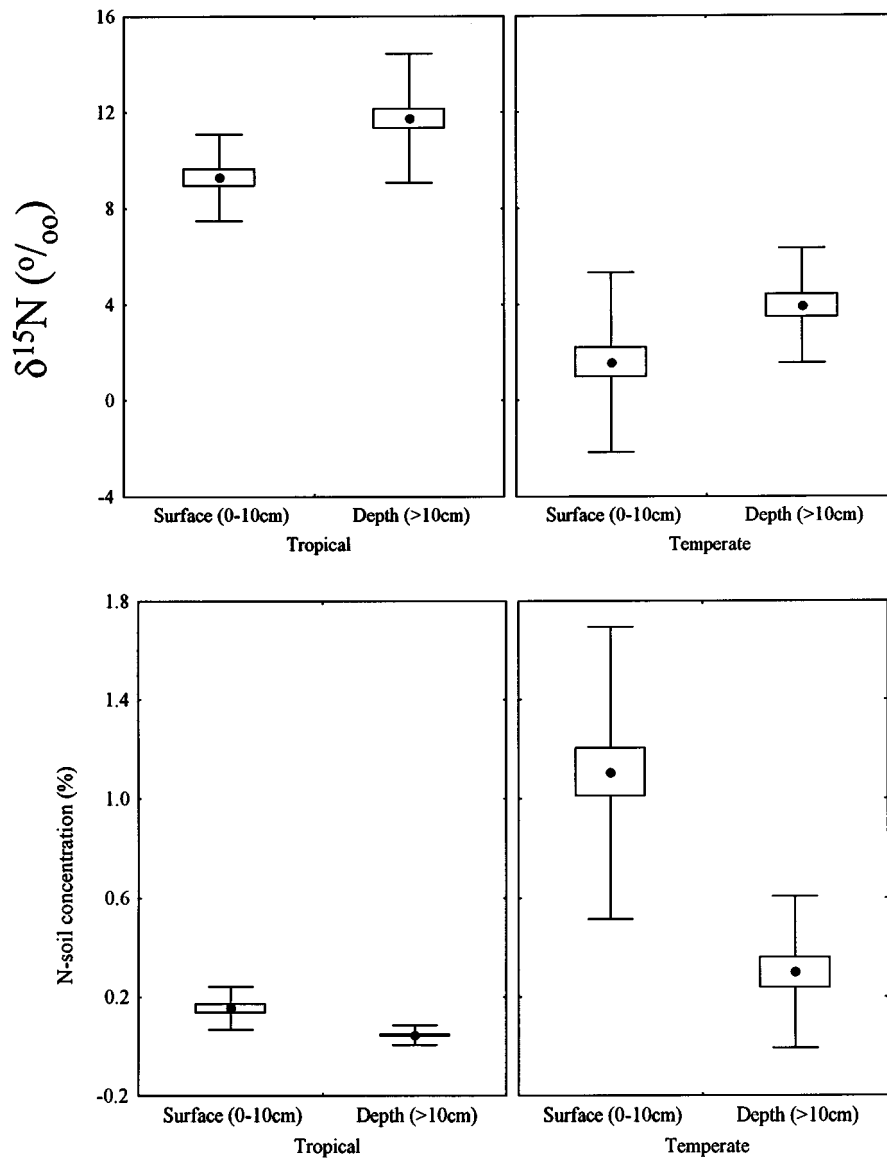 16
12
8
4
0
-4
δ¹⁵N (‰)
Surface (0-10cm) Depth (>10cm) Surface (0-10cm) Depth (>10cm)
Tropical Temperate
1.8
1.4
1.0
0.6
0.2
-0.2
N-soil concentration (%)
Surface (0-10cm) Depth (>10cm) Surface (0-10cm) Depth (>10cm)
Tropical Temperate